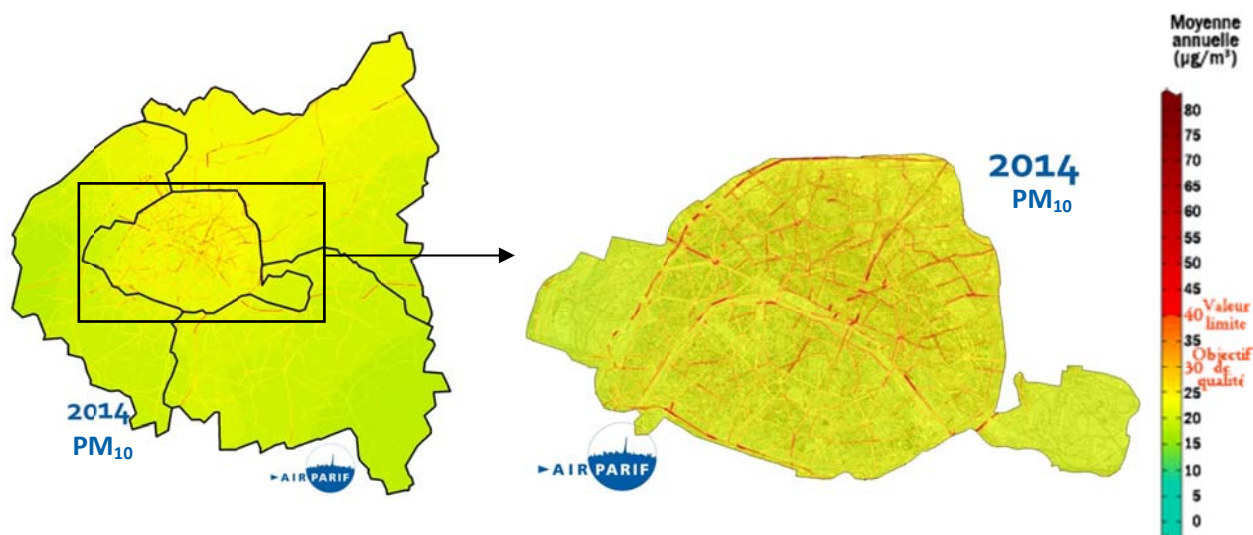 2014
PM₁₀
►AIRPARIF
2014
PM₁₀
►AIRPARIF
Moyenne
annuelle
(µg/m³)
80
75
70
65
60
55
50
45
40 Valeur
limite
35
Objectif
30 de
qualité
25
20
15
10
5
0